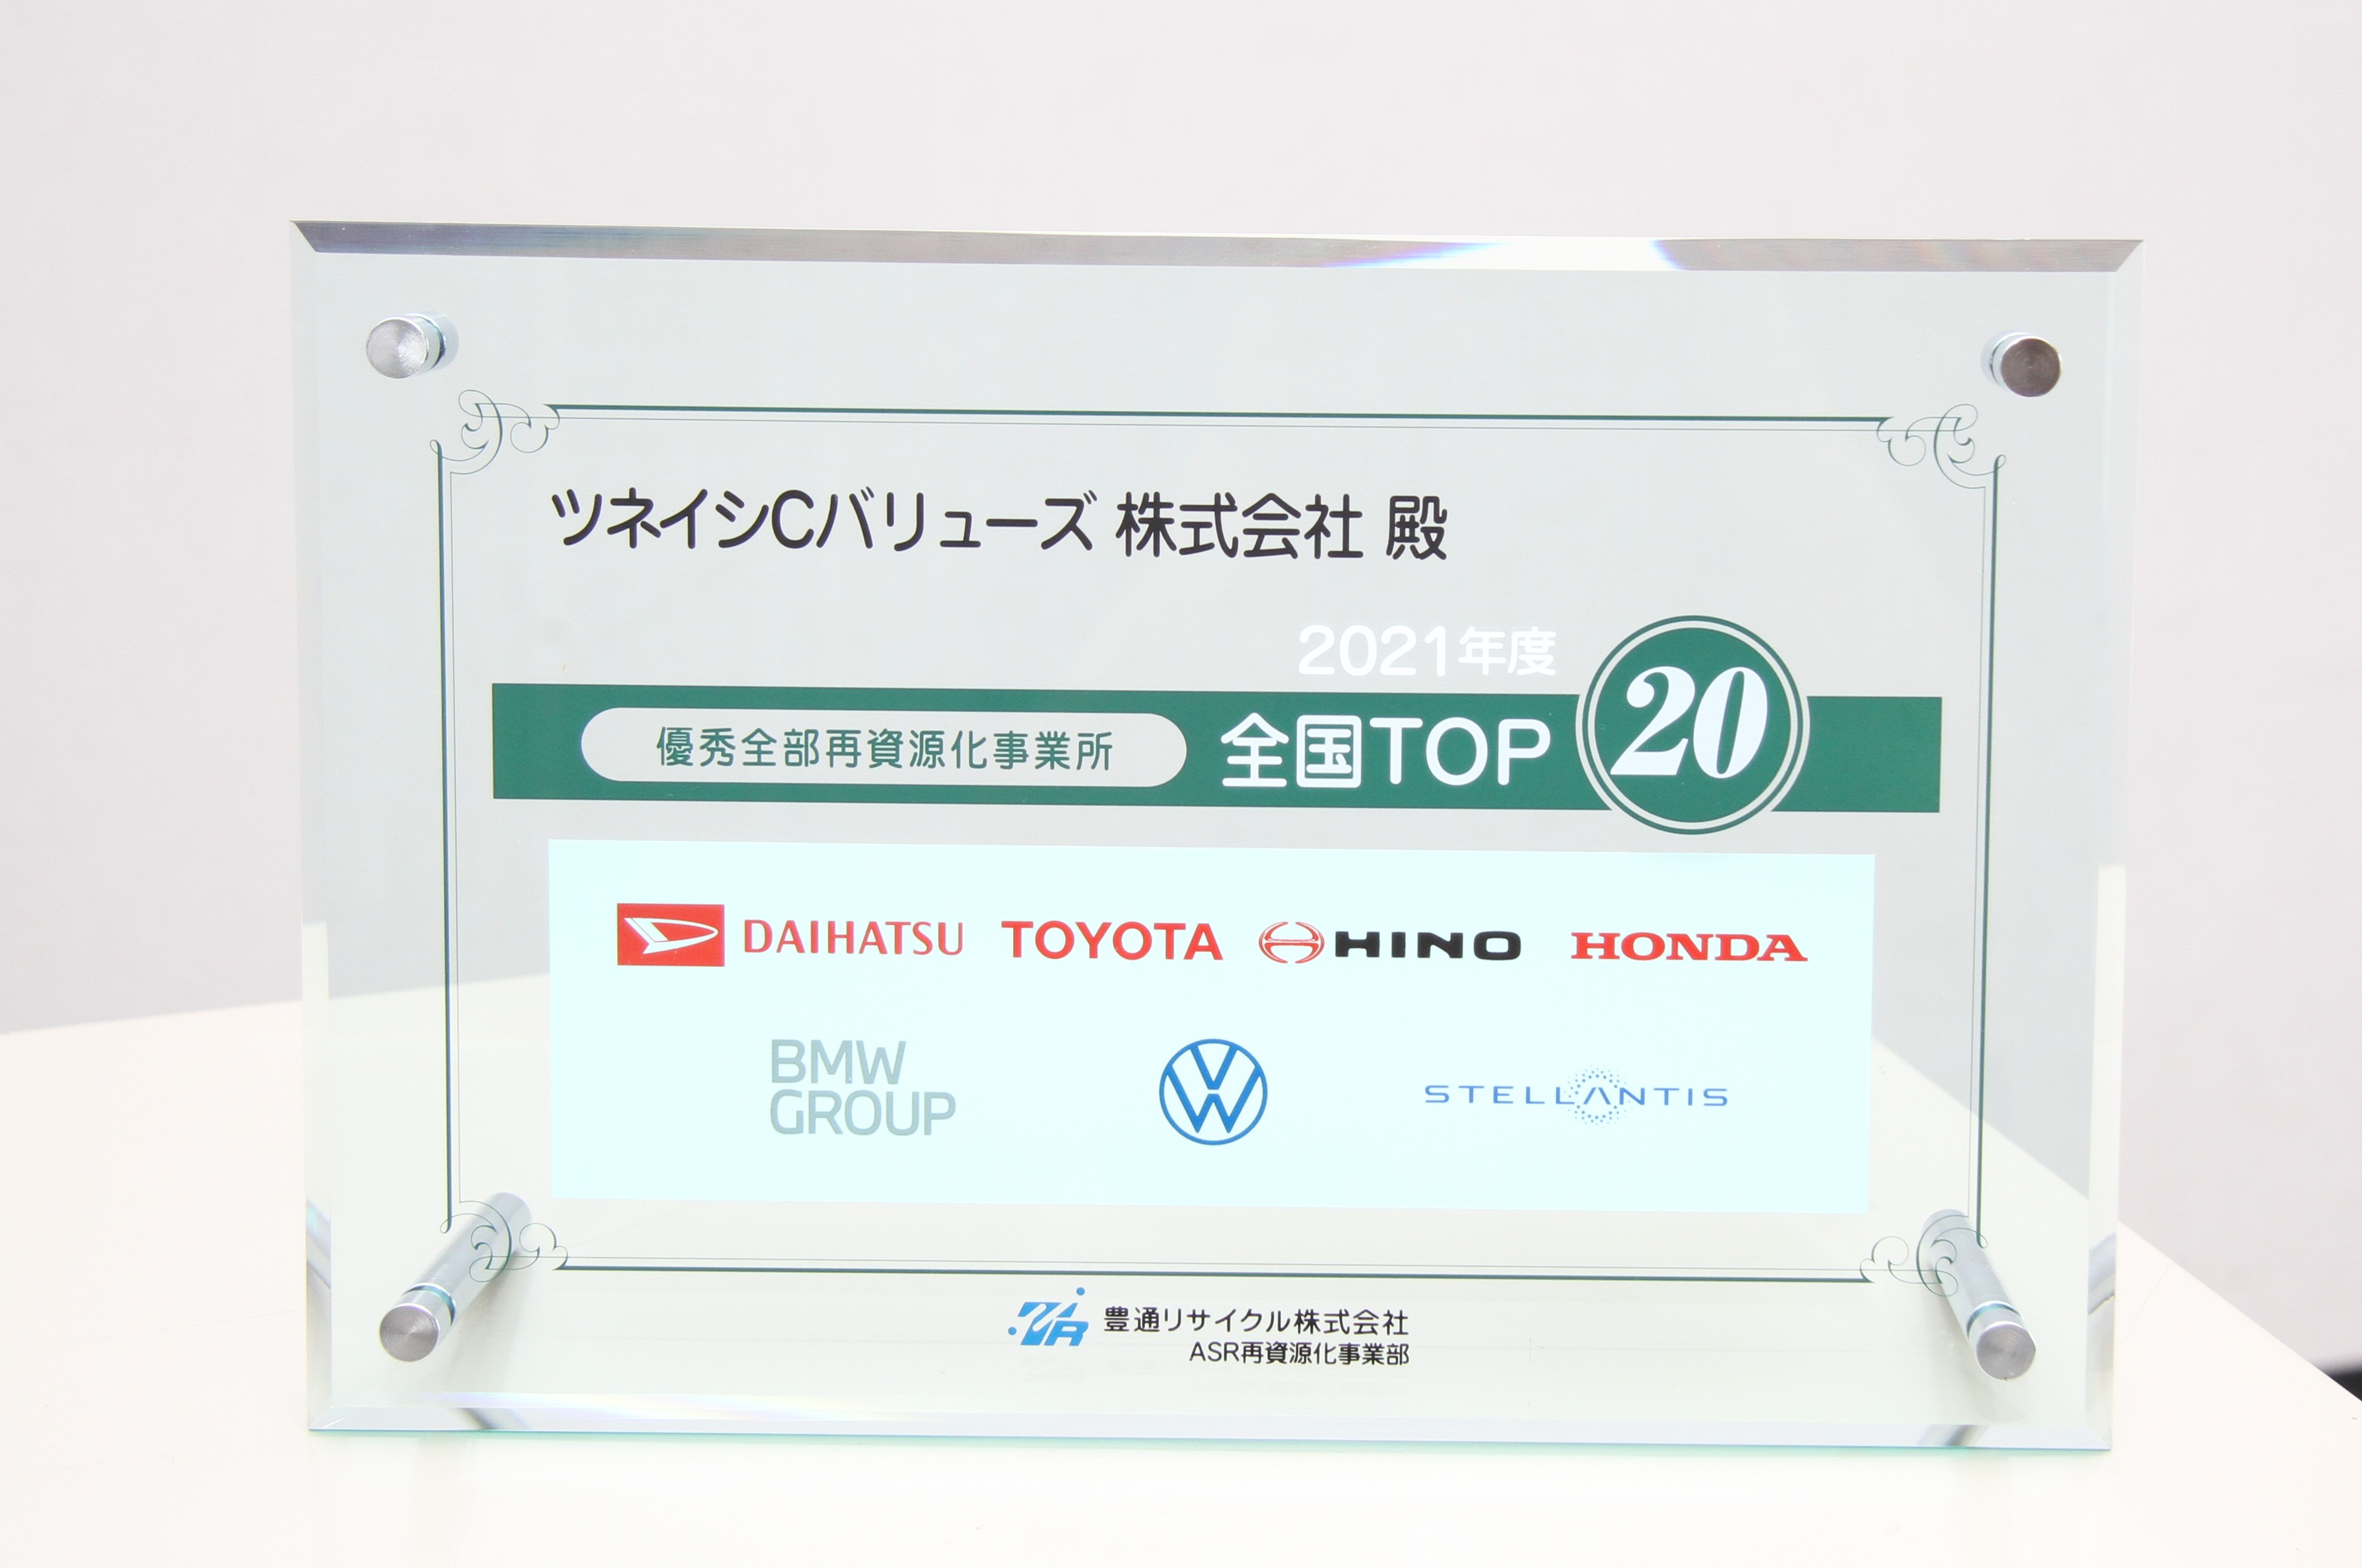 ツネイシCバリューズ 株式会社 殿
2021年度
優秀全部再資源化事業所 全国TOP 20
DAIHATSU TOYOTA HINO HONDA
BMW
GROUP
VW
STELLANTIS
豊通リサイクル株式会社
ASR再資源化事業部